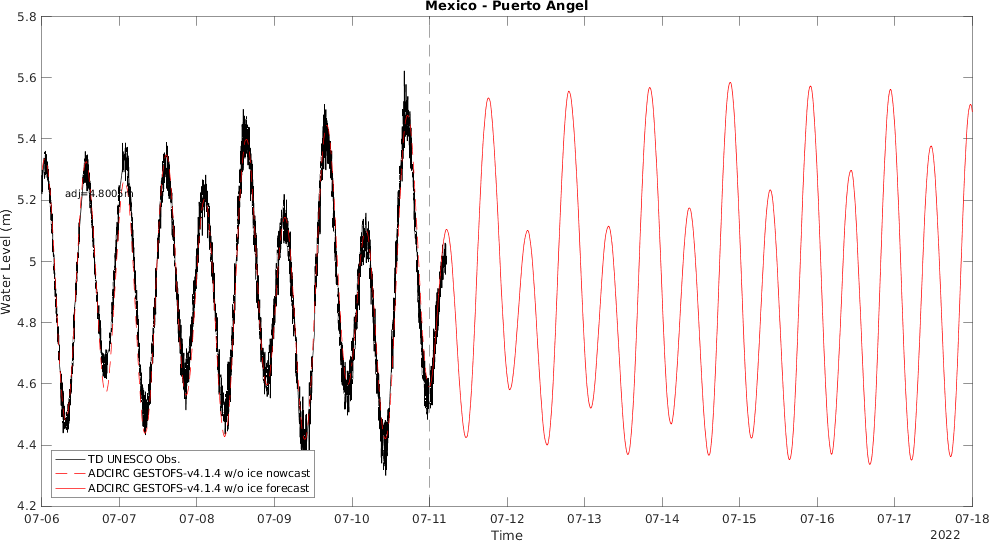 Mexico - Puerto Angel
5.8
5.6
5.4
5.2
5
4.8
4.6
4.4
4.2
Water Level (m)
adj=4.8005m
TD UNESCO Obs.
ADCIRC GESTOFS-v4.1.4 w/o ice nowcast
ADCIRC GESTOFS-v4.1.4 w/o ice forecast
07-06 07-07 07-08 07-09 07-10 07-11 07-12 07-13 07-14 07-15 07-16 07-17 07-18
Time
2022